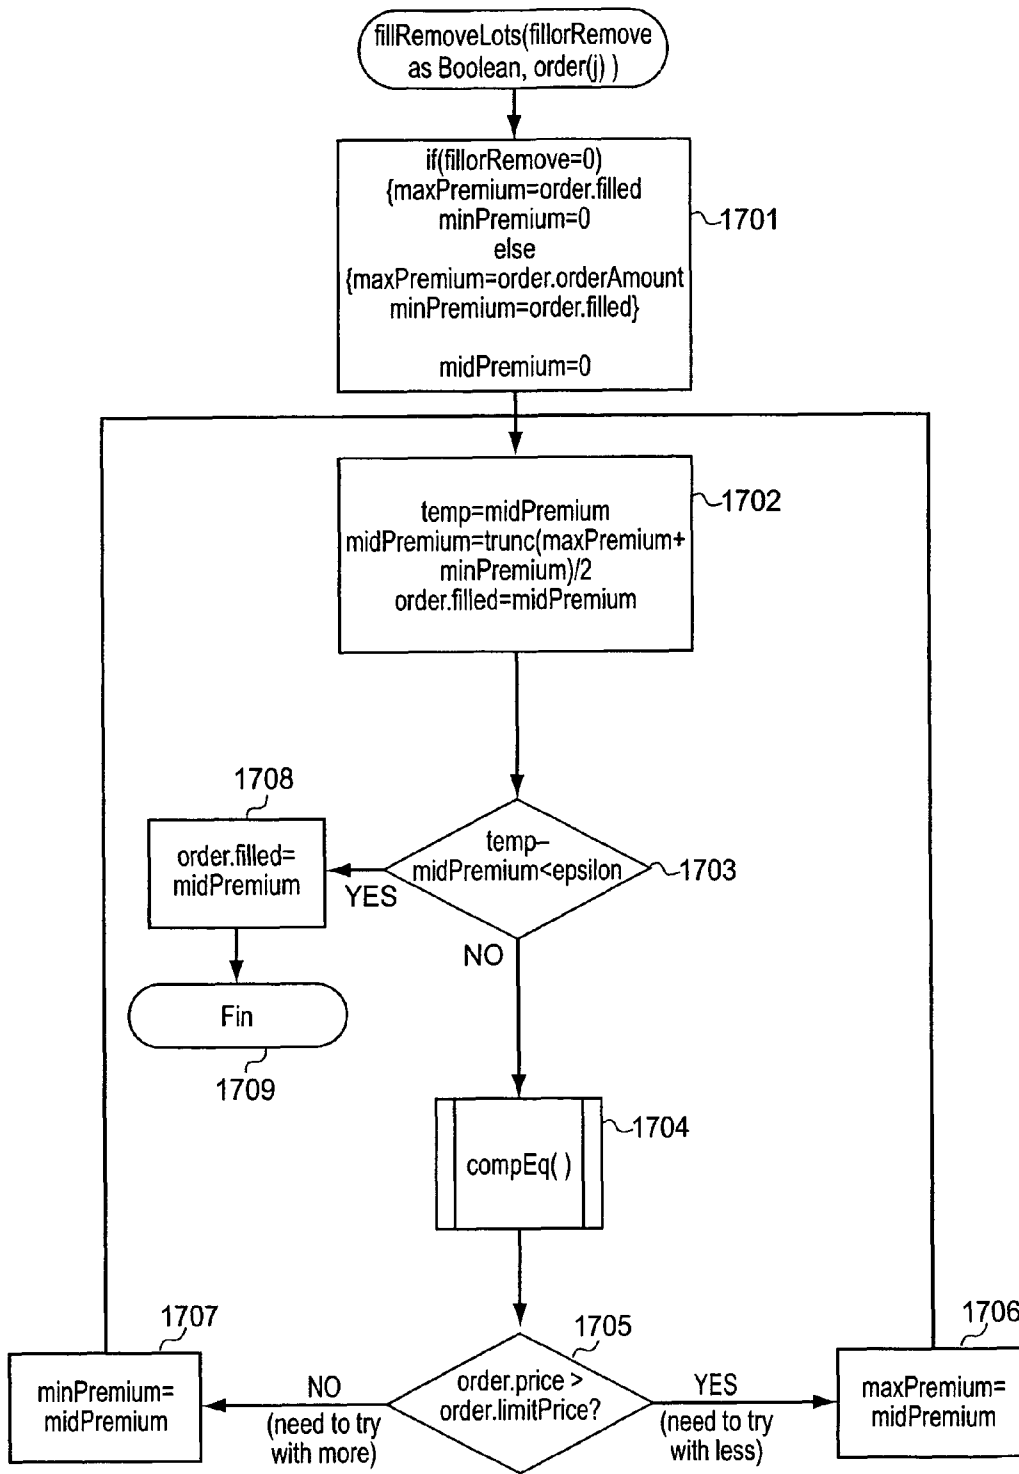 fillRemoveLots(fillorRemove
as Boolean, order(j) )
if(fillorRemove=0)
{maxPremium=order.filled
minPremium=0
else
{maxPremium=order.orderAmount
minPremium=order.filled}
midPremium=0
1701
temp=midPremium
midPremium=trunc(maxPremium+
minPremium)/2
order.filled=midPremium
1702
temp–
midPremium<epsilon
1703
YES
1708
order.filled=
midPremium
Fin
1709
NO
compEq( )
1704
1705
order.price >
order.limitPrice?
NO
(need to try
with more)
1707
minPremium=
midPremium
YES
(need to try
with less)
1706
maxPremium=
midPremium